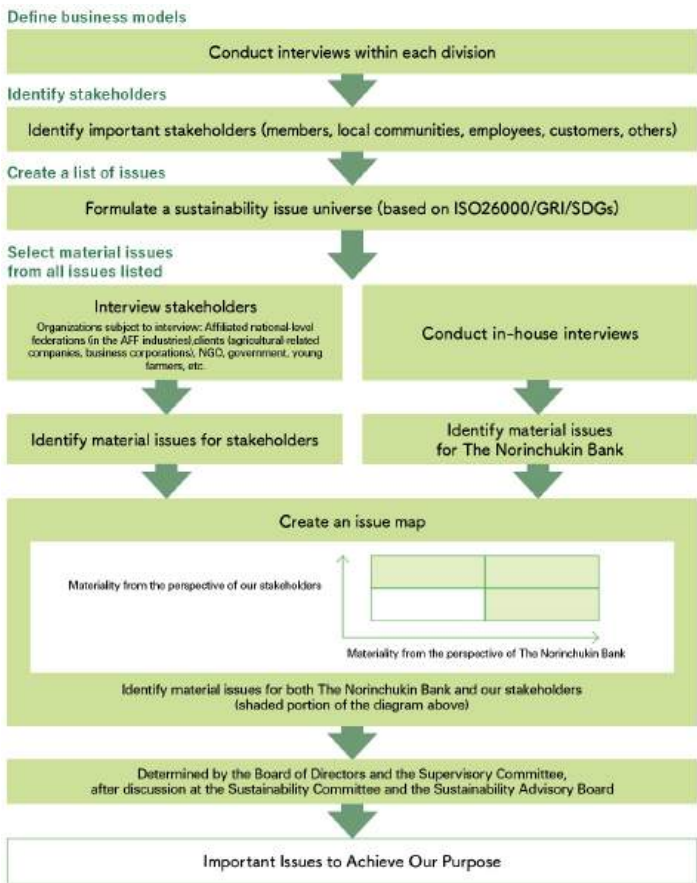 Define business models
Conduct interviews within each division
Identify stakeholders
Identify important stakeholders (members, local communities, employees, customers, others)
Create a list of issues
Formulate a sustainability issue universe (based on ISO26000/GRI/SDGs)
Select material issues
from all issues listed
Interview stakeholders
Organizations subject to interview: Affiliated national-level
federations (in the AFF industries),clients (agricultural-related
companies, business corporations), NGO, government, young
farmers, etc.
Conduct in-house interviews
Identify material issues for stakeholders
Identify material issues
for The Norinchukin Bank
Create an issue map
Materiality from the perspective of our stakeholders
Materiality from the perspective of The Norinchukin Bank
Identify material issues for both The Norinchukin Bank and our stakeholders
(shaded portion of the diagram above)
Determined by the Board of Directors and the Supervisory Committee,
after discussion at the Sustainability Committee and the Sustainability Advisory Board
Important Issues to Achieve Our Purpose